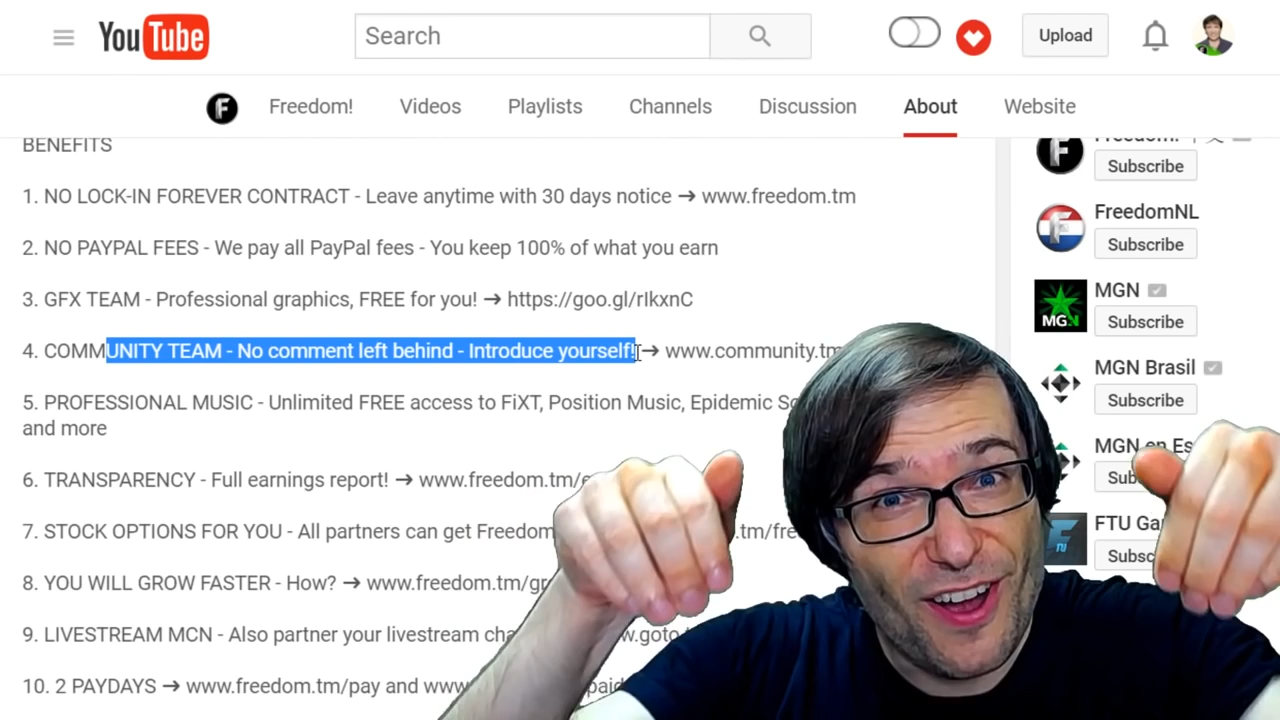 YouTube
Search
Upload
Freedom!
Videos
Playlists
Channels
Discussion
About
Website
BENEFITS
1. NO LOCK-IN FOREVER CONTRACT - Leave anytime with 30 days notice ➔ www.freedom.tm
2. NO PAYPAL FEES - We pay all PayPal fees - You keep 100% of what you earn
3. GFX TEAM - Professional graphics, FREE for you! ➔ https://goo.gl/rIkxnC
4. COMMUNITY TEAM - No comment left behind - Introduce yourself! ➔ www.community.tm
5. PROFESSIONAL MUSIC - Unlimited FREE access to FiXT, Position Music, Epidemic
and more
6. TRANSPARENCY - Full earnings report! ➔ www.freedom.tm/
7. STOCK OPTIONS FOR YOU - All partners can get Freedom
8. YOU WILL GROW FASTER - How? ➔ www.freedom.tm/
9. LIVESTREAM MCN - Also partner your livestream
10. 2 PAYDAYS ➔ www.freedom.tm/pay and
Subscribe
FreedomNL
Subscribe
MGN
Subscribe
MGN Brasil
Subscribe
MGN en
FTU
MGN